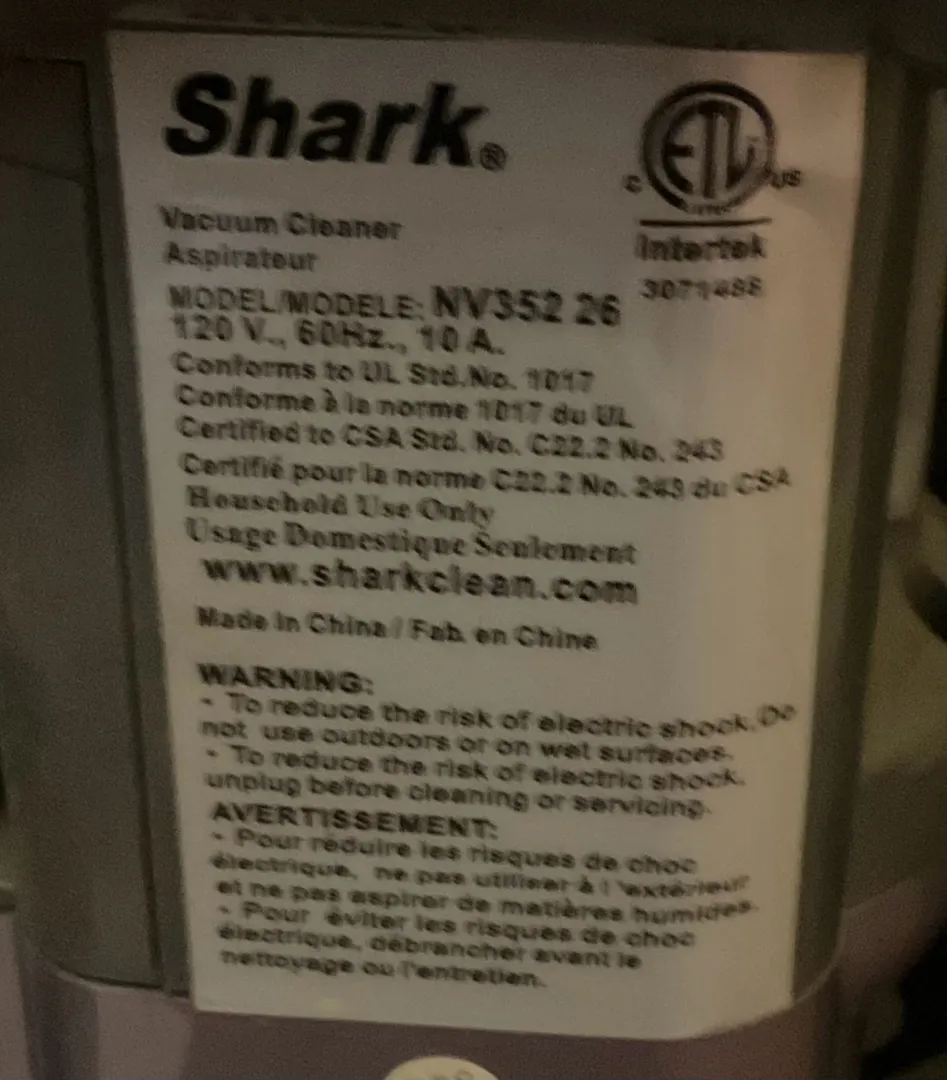 Shark®
ETL
C US
Intertek
3071488
Vacuum Cleaner
Aspirateur
MODEL/MODELE: NV352 26
120 V., 60Hz., 10 A.
Conforms to UL Std.No. 1017
Conforme à la norme 1017 du UL
Certified to CSA Std. No. C22.2 No. 243
Certifié pour la norme C22.2 No. 243 du CSA
Household Use Only
Usage Domestique Seulement
www.sharkclean.com
Made in China / Fab. en Chine
WARNING:
- To reduce the risk of electric shock. Do
not use outdoors or on wet surfaces.
- To reduce the risk of electric shock.
unplug before cleaning or servicing.
AVERTISSEMENT:
- Pour réduire les risques de choc
électrique, ne pas utiliser à l'extérieur
et ne pas aspirer de matières humides.
- Pour éviter les risques de choc
électrique, débrancher avant le
nettoyage ou l'entretien.